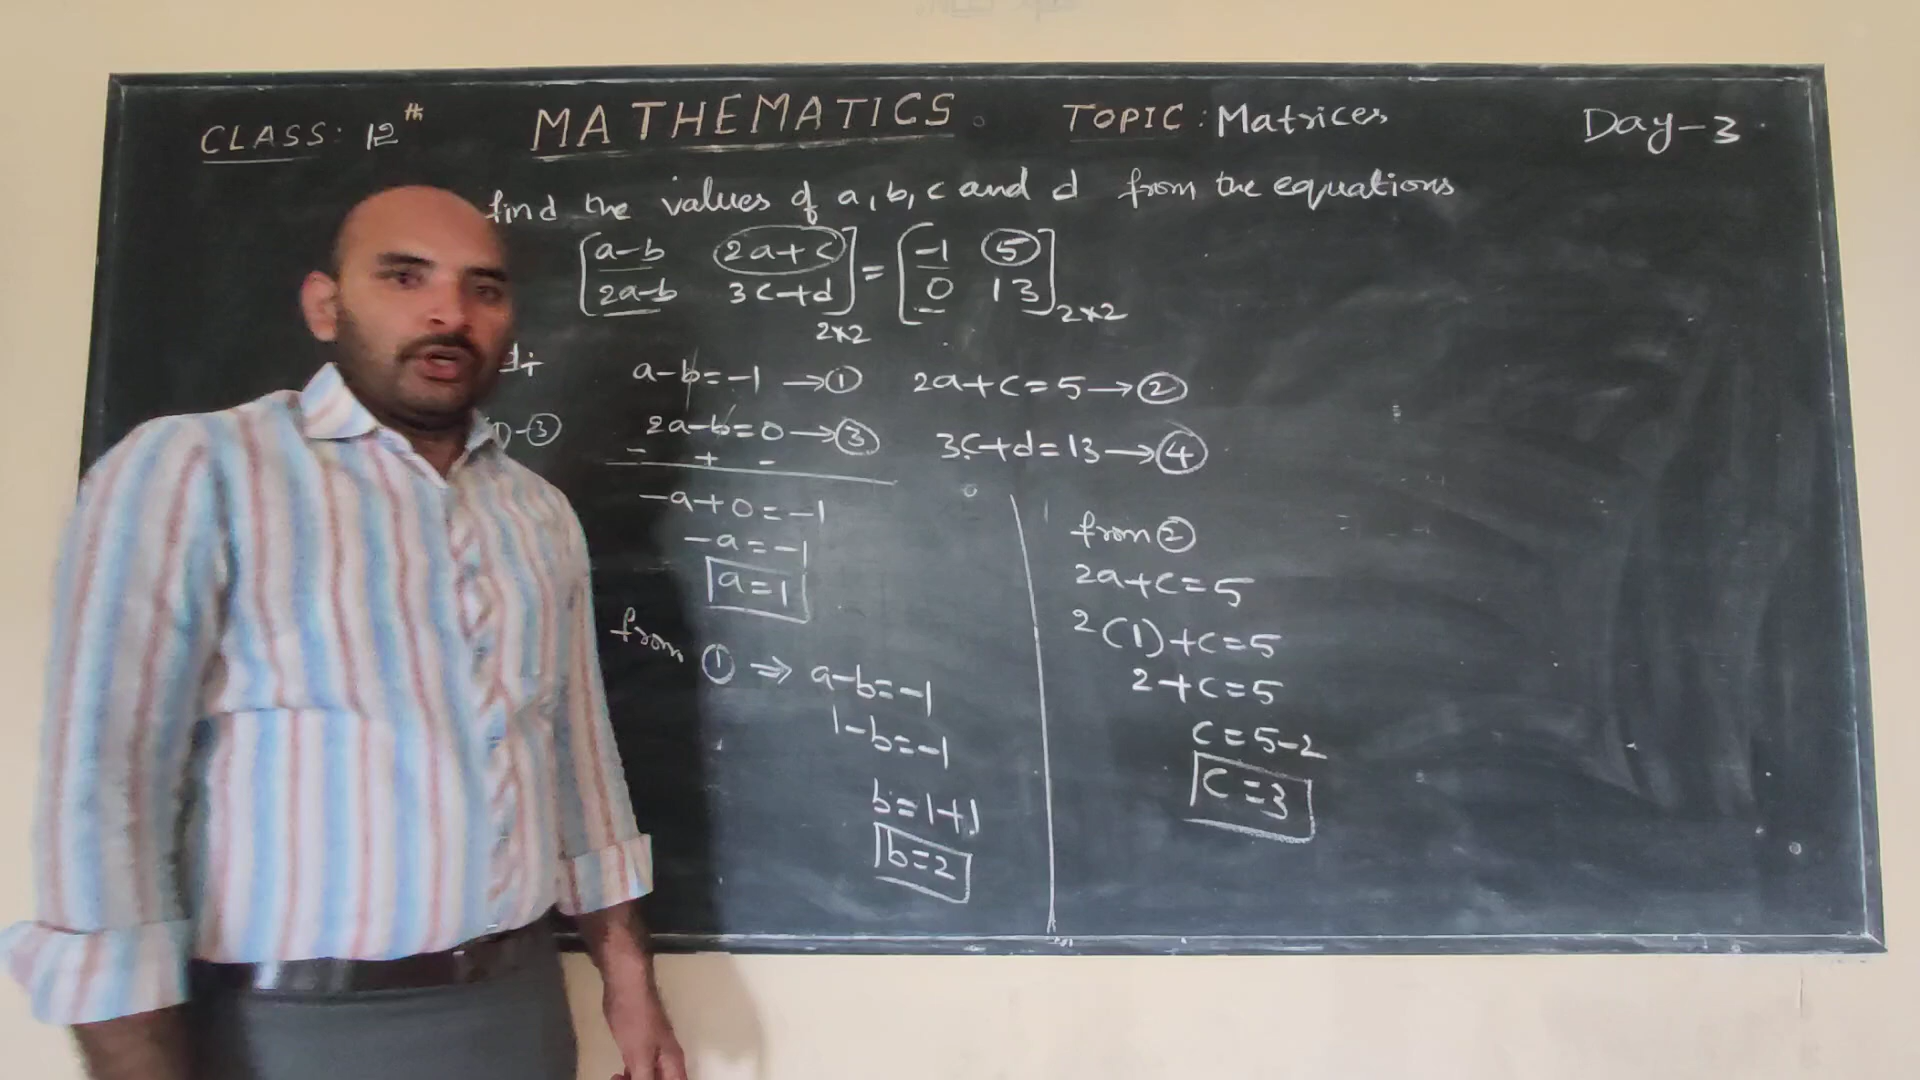 CLASS: 12th MATHEMATICS. TOPIC: Matrices Day-3
find the values of a, b, c and d from the equations
[a-b 2a+c] = [-1 5]
[2a-b 3c+d]2×2 [0 13]2×2
a-b=-1 →① 2a+c=5→②
-③ 2a-b=0→③ 3c+d=13→④
- + -
-a+0=-1
-a=-1
a=1
from ① ⇒ a-b=-1
1-b=-1
b=1+1
b=2
from②
2a+c=5
2(1)+c=5
2+c=5
c=5-2
c=3